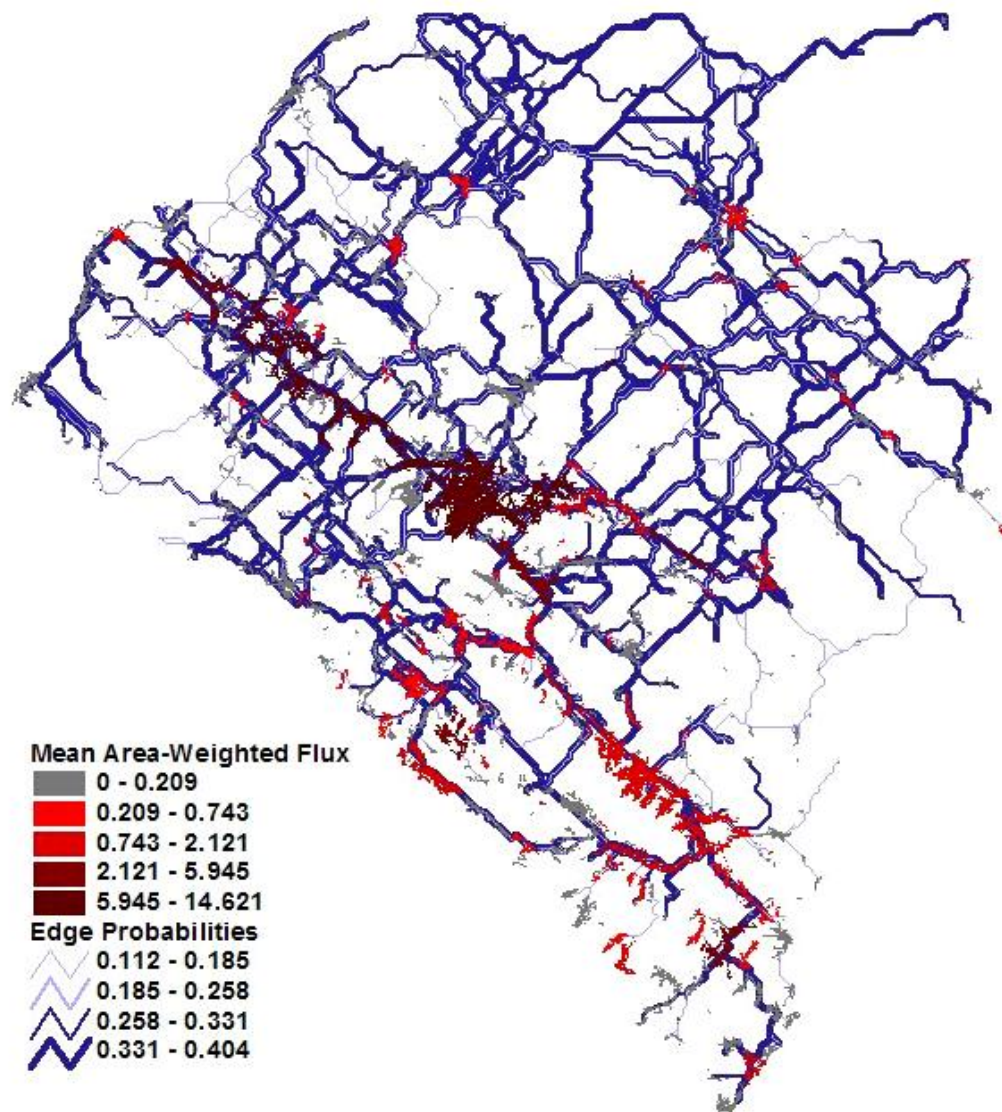 Mean Area-Weighted Flux
0 - 0.209
0.209 - 0.743
0.743 - 2.121
2.121 - 5.945
5.945 - 14.621
Edge Probabilities
0.112 - 0.185
0.185 - 0.258
0.258 - 0.331
0.331 - 0.404